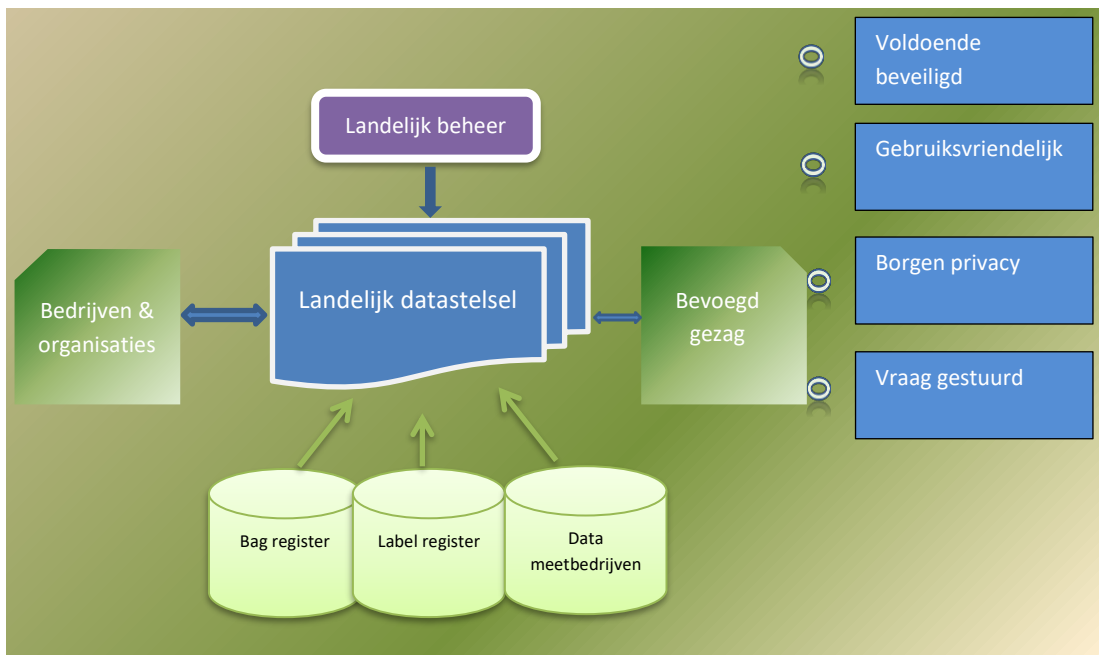 Voldoende
beveiligd
Landelijk beheer
Gebruiksvriendelijk
Bedrijven &
organisaties
Landelijk datastelsel
Bevoegd
gezag
Borgen privacy
Vraag gestuurd
Bag register
Label register
Data
meetbedrijven